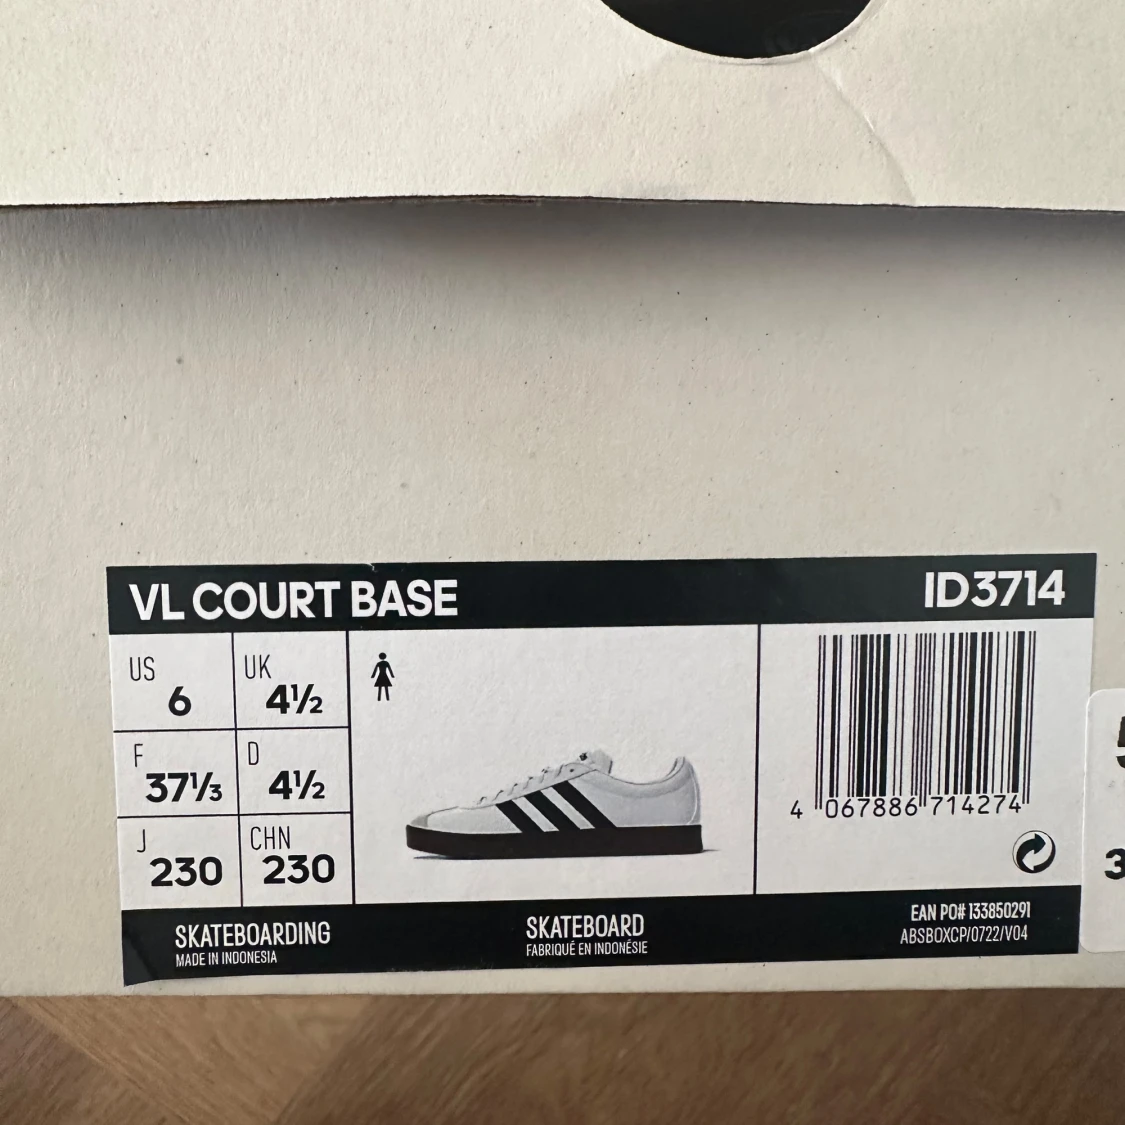 VL COURT BASE ID3714
US UK
6 4½
F D
37⅓ 4½
J CHN
230 230
4 067886 714274
SKATEBOARDING SKATEBOARD EAN PO# 133850291
MADE IN INDONESIA FABRIQUÉ EN INDONÉSIE ABSBOXCP/0722/V04
3